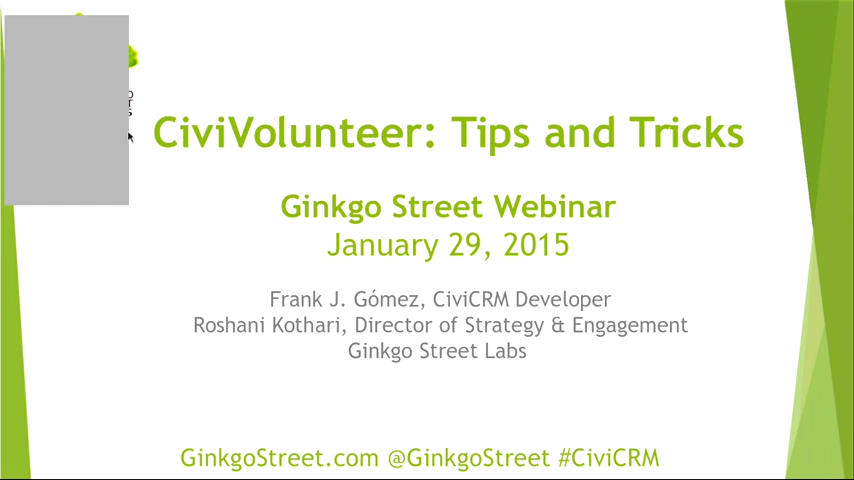 CiviVolunteer: Tips and Tricks
Ginkgo Street Webinar
January 29, 2015
Frank J. Gómez, CiviCRM Developer
Roshani Kothari, Director of Strategy & Engagement
Ginkgo Street Labs
GinkgoStreet.com @GinkgoStreet #CiviCRM